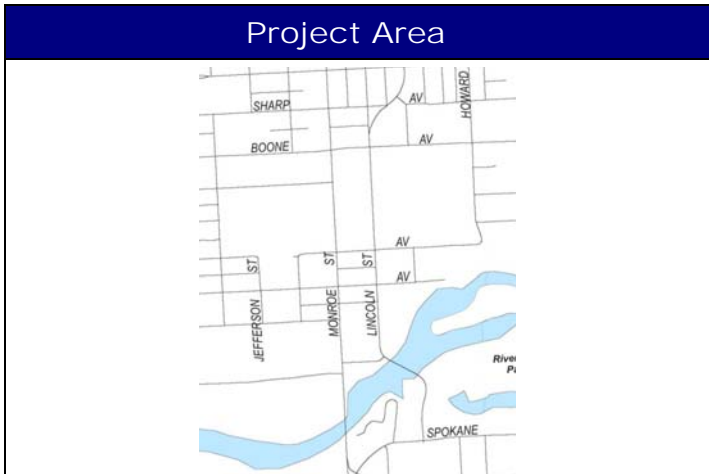 Project Area
SHARP
AV
HOWARD
BOONE
AV
AV
ST
ST
ST
AV
JEFFERSON
MONROE
LINCOLN
SPOKANE